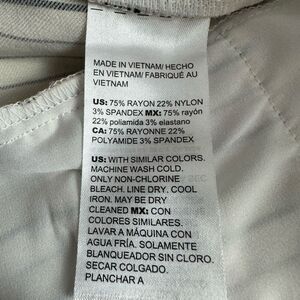 MADE IN VIETNAM/ HECHO
EN VIETNAM/ FABRIQUÉ AU
VIETNAM
US: 75% RAYON 22% NYLON
3% SPANDEX MX: 75% rayón
22% poliamida 3% elastano
CA: 75% RAYONNE 22%
POLYAMIDE 3% SPANDEX
US: WITH SIMILAR COLORS.
MACHINE WASH COLD.
ONLY NON-CHLORINE
BLEACH. LINE DRY. COOL
IRON. MAY BE DRY
CLEANED MX: CON
COLORES SIMILARES.
LAVAR A MÁQUINA CON
AGUA FRÍA. SOLAMENTE
BLANQUEADOR SIN CLORO.
SECAR COLGADO.
PLANCHAR A